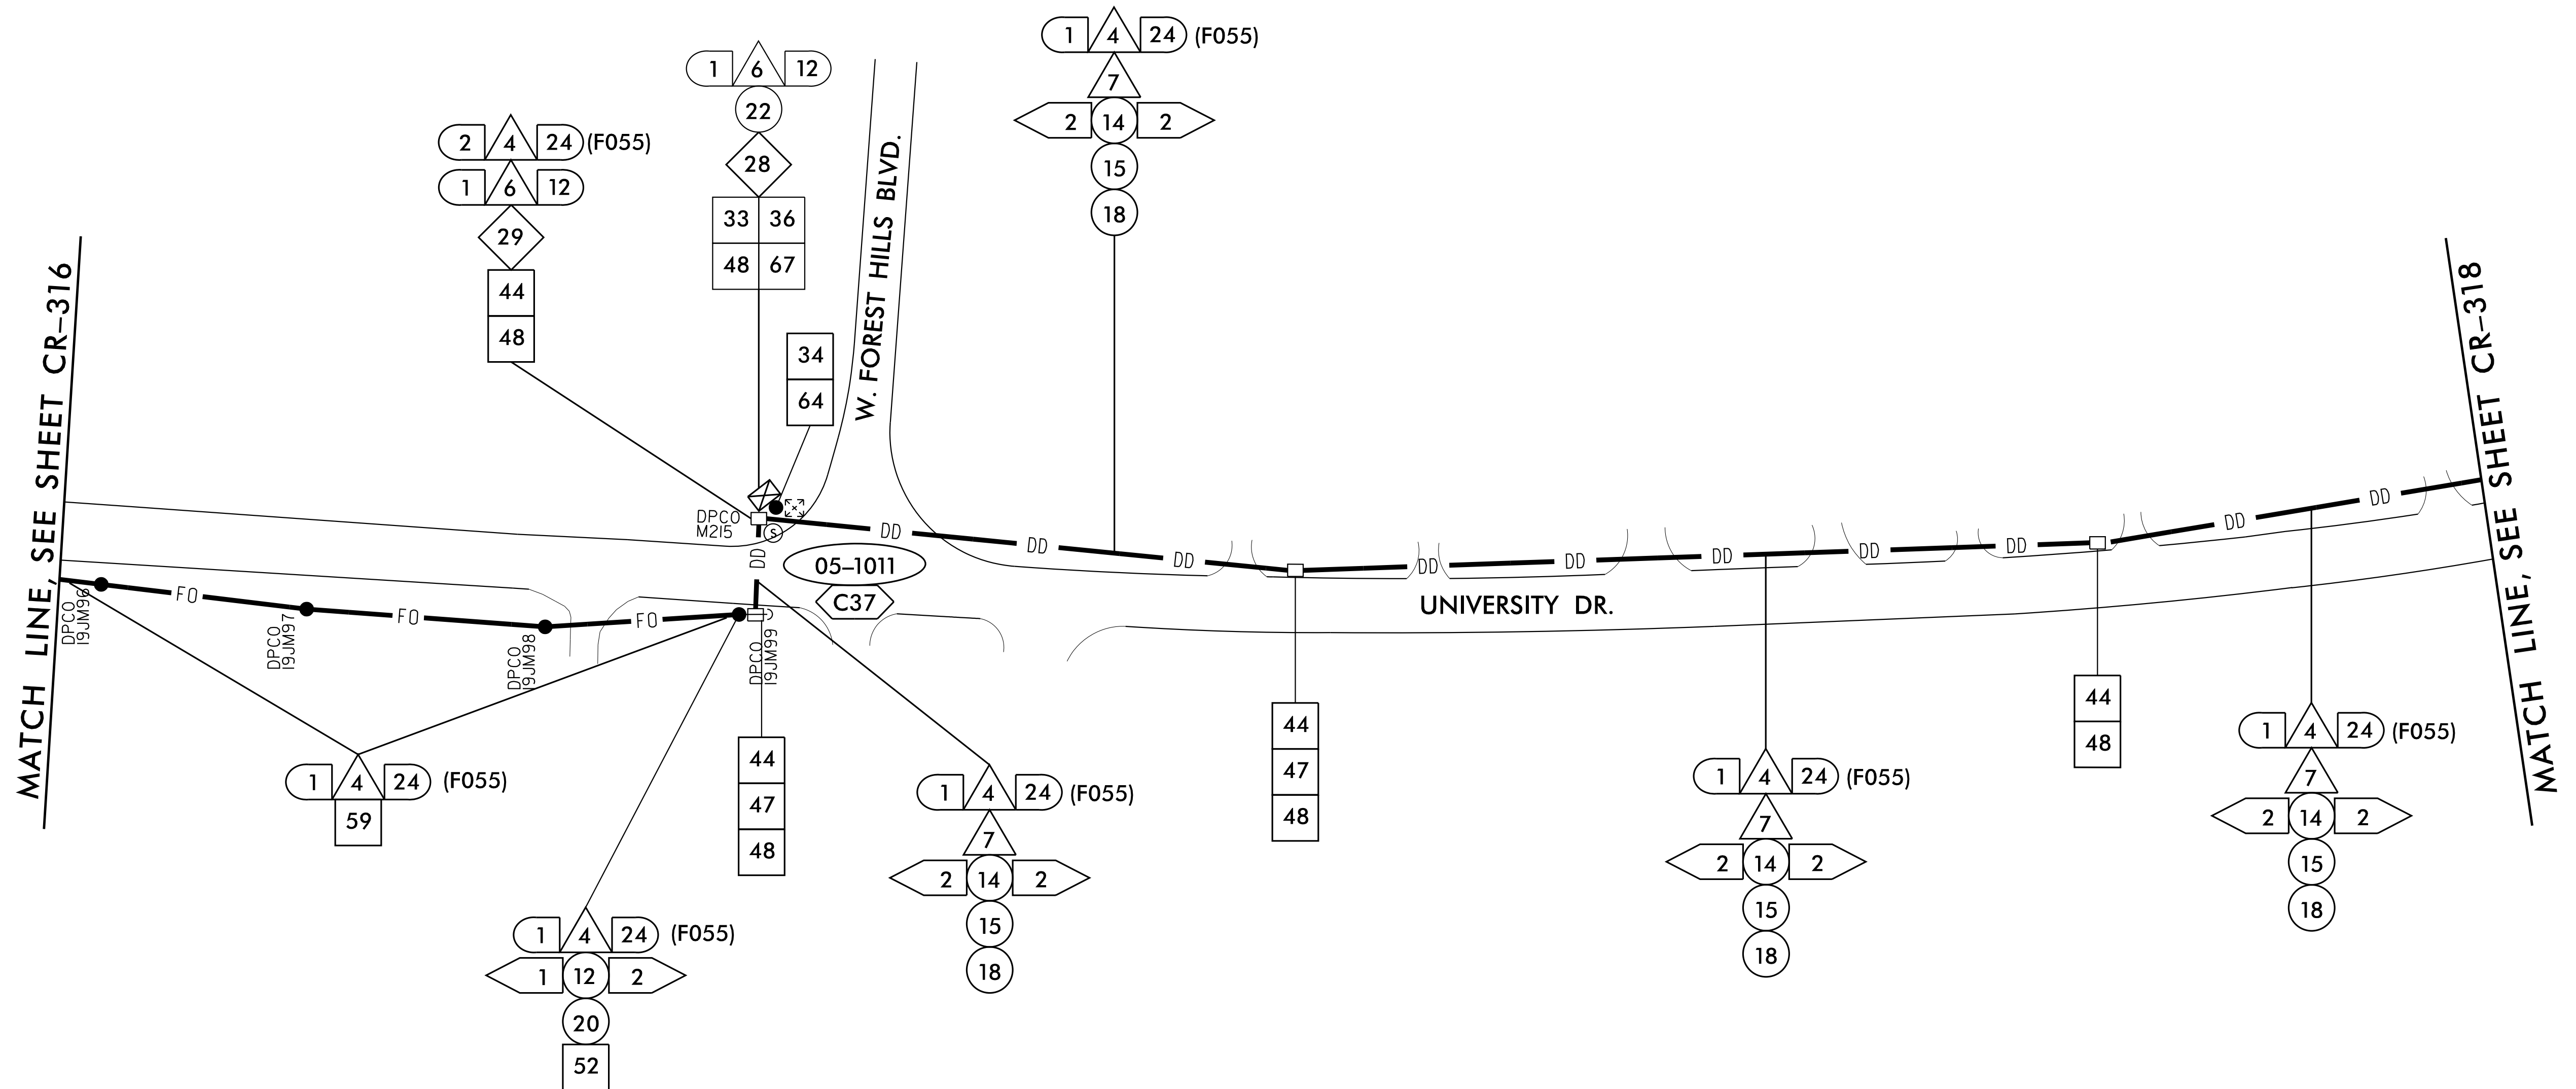 1 4 24 (F055)
7
2 14 2
15
18
1 6 12
22
28
33 36
48 67
2 4 24 (F055)
1 6 12
29
44
48
34
64
W. FOREST HILLS BLVD.
MATCH LINE, SEE SHEET CR-316
MATCH LINE, SEE SHEET CR-318
DPCO
M215
S
DD
DD
DD
DD
DD
DD
DD
DD
DD
DD
DD
05-1011
C37
UNIVERSITY DR.
FO
FO
FO
DPCO
19JM96
DPCO
19JM97
DPCO
19JM98
DPCO
19JM99
1 4 24 (F055)
59
44
47
48
1 4 24 (F055)
7
2 14 2
15
18
44
47
48
1 4 24 (F055)
7
2 14 2
15
18
44
48
1 4 24 (F055)
7
2 14 2
15
18
1 4 24 (F055)
1 12 2
20
52